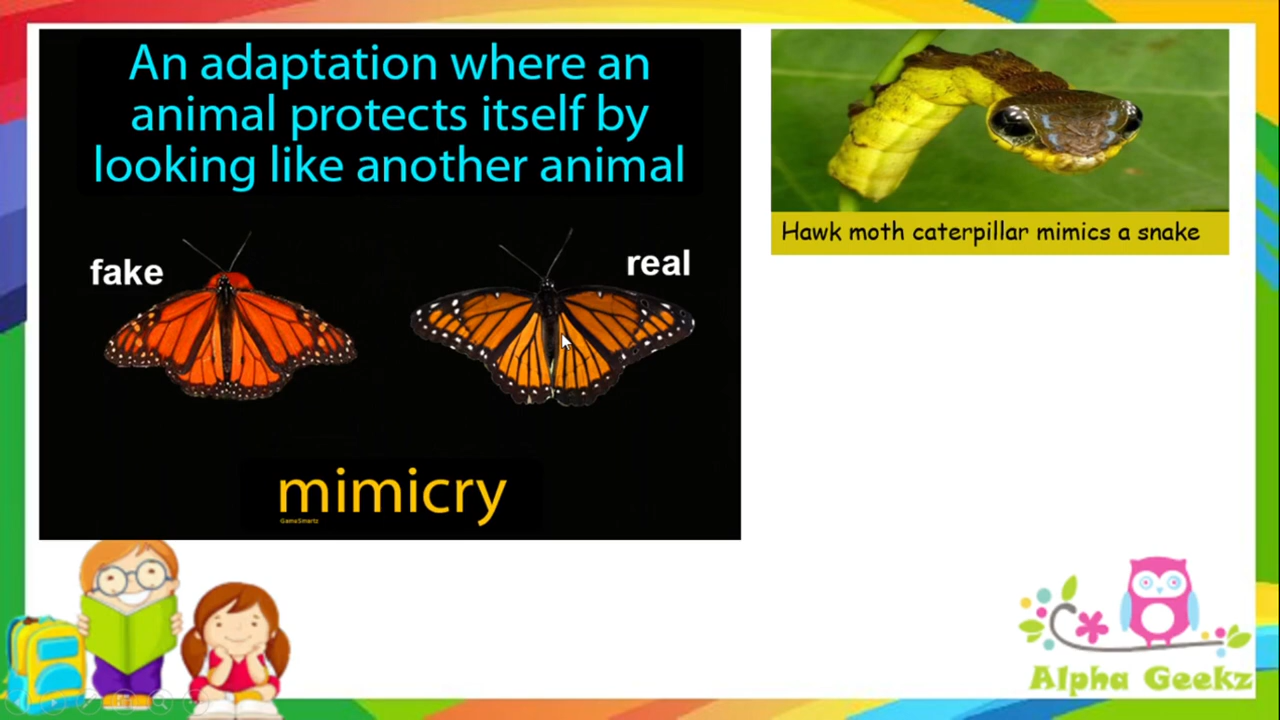 An adaptation where an
animal protects itself by
looking like another animal
fake
real
mimicry
GameSmartz
Hawk moth caterpillar mimics a snake
Alpha Geekz